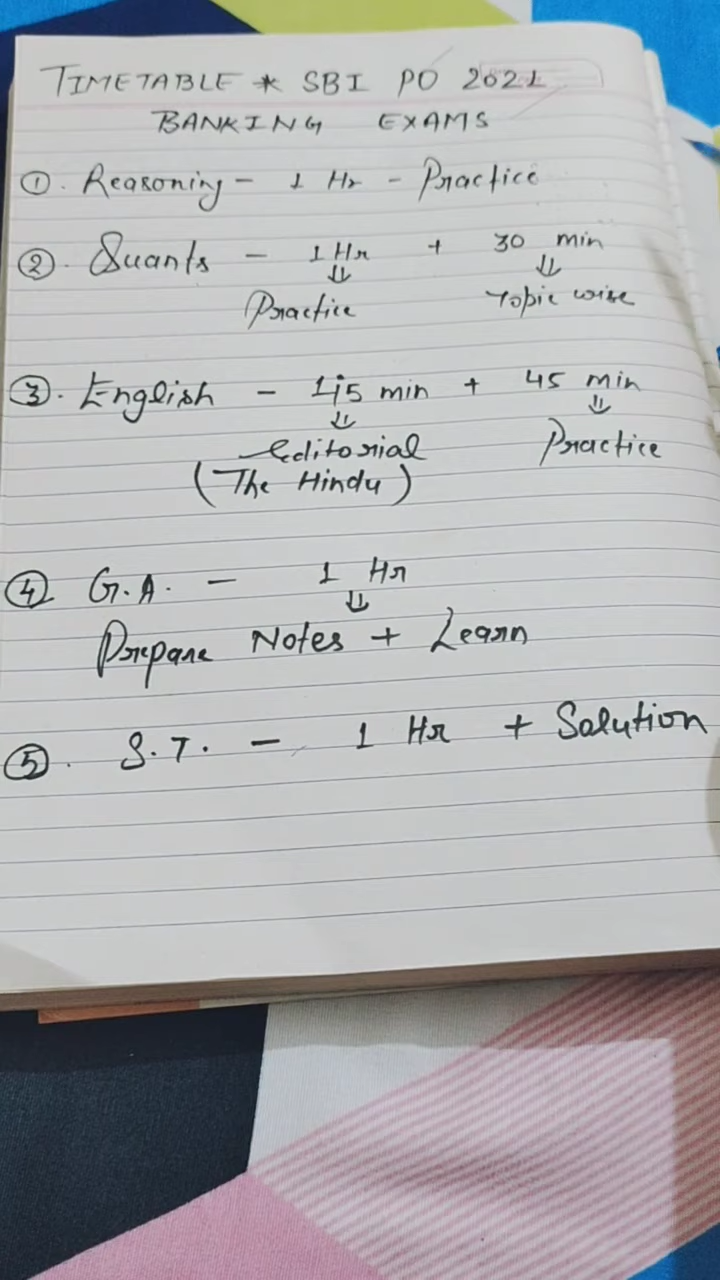 TIMETABLE * SBI PO 2021
BANKING EXAMS
① Reasoning - 1 Hr - Practice
② Quants - 1 Hr + 30 min
⇓ ⇓
Practice Topic wise
③ English - 15 min + 45 min
⇓ ⇓
Editorial Practice
(The Hindu)
④ G.A. - 1 Hr
⇓
Prepare Notes + Learn
⑤ S.T. - 1 Hr + Solution